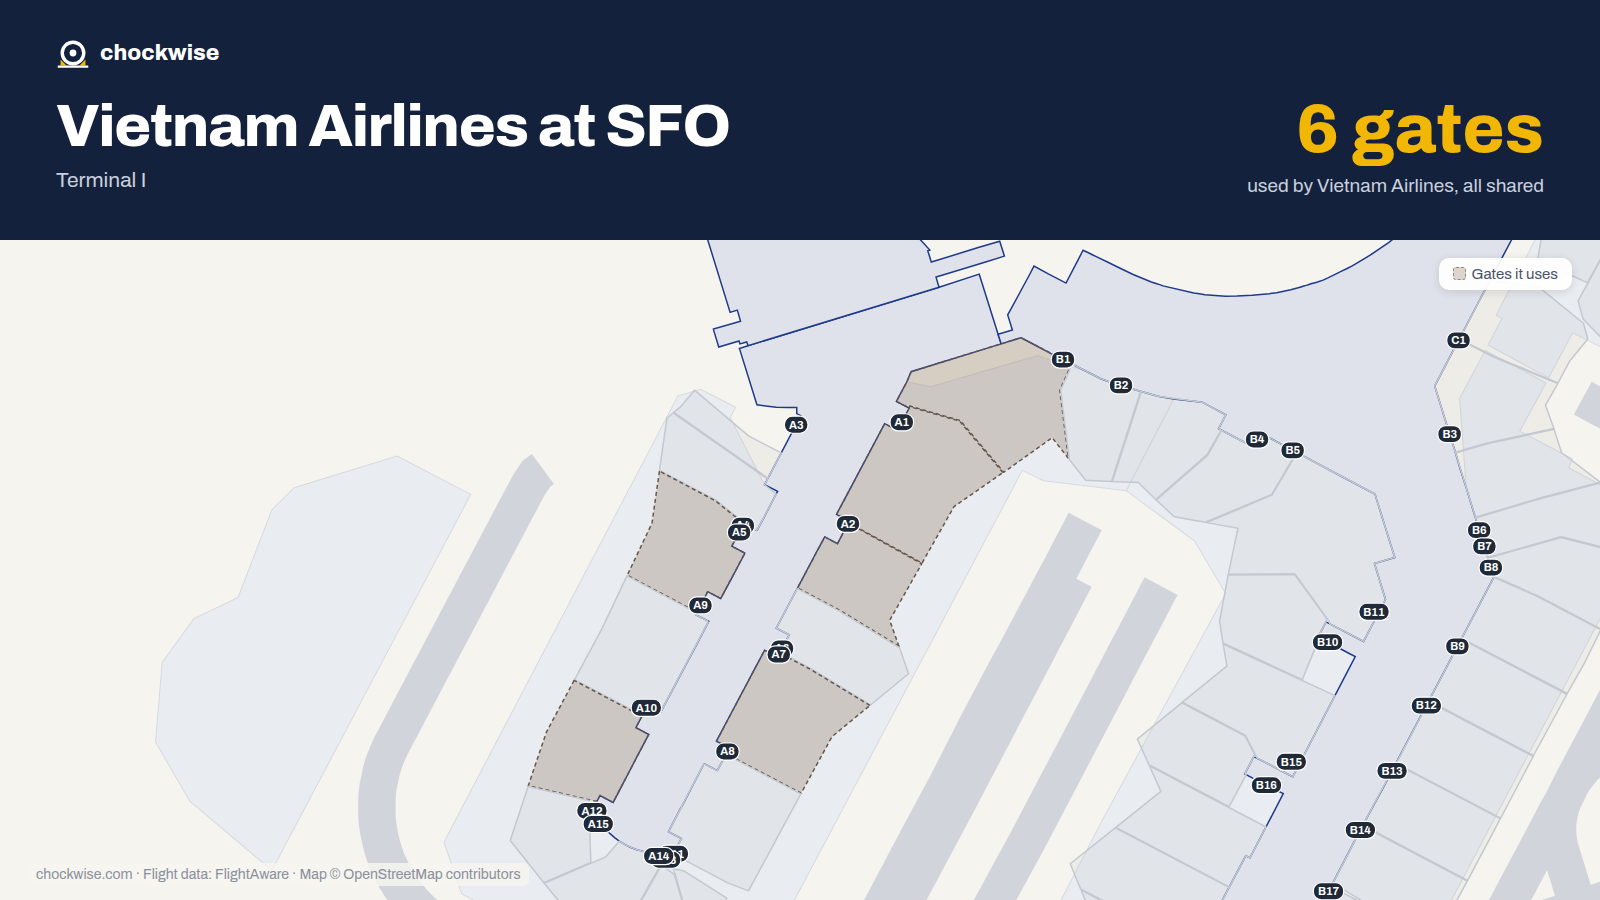 chockwise
Vietnam Airlines at SFO
Terminal I
6 gates
used by Vietnam Airlines, all shared
Gates it uses
C1
B1
B2
A3
A1
B4
B5
B3
A5
A2
B6
B7
B8
A9
B11
B10
B9
A7
A10
B12
A8
B15
B13
B16
A12
A15
B14
A14
B17
chockwise.com · Flight data: FlightAware · Map © OpenStreetMap contributors